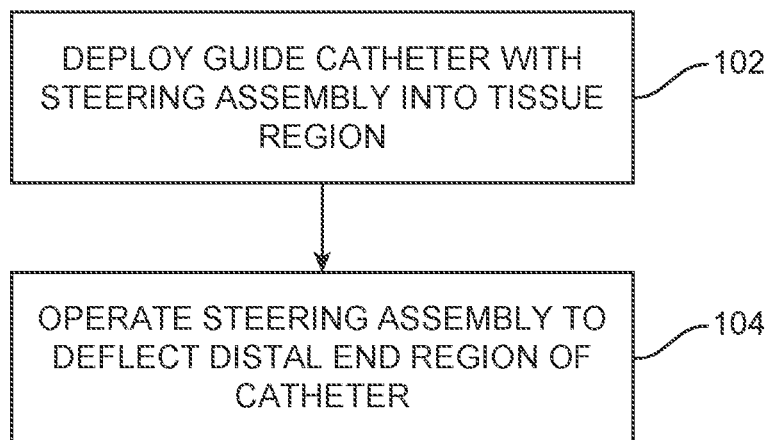 DEPLOY GUIDE CATHETER WITH
STEERING ASSEMBLY INTO TISSUE
REGION
102
OPERATE STEERING ASSEMBLY TO
DEFLECT DISTAL END REGION OF
CATHETER
104